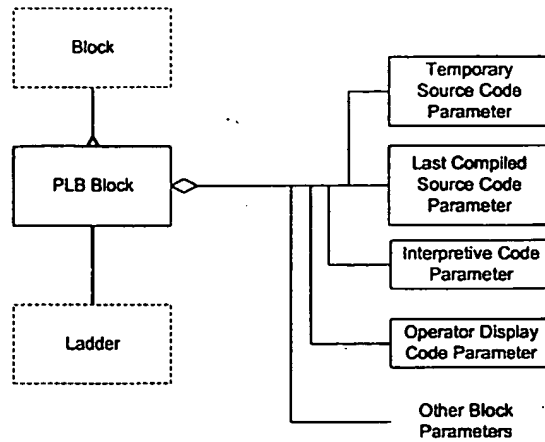 Block
PLB Block
Ladder
Temporary
Source Code
Parameter
Last Compiled
Source Code
Parameter
Interpretive Code
Parameter
Operator Display
Code Parameter
Other Block
Parameters